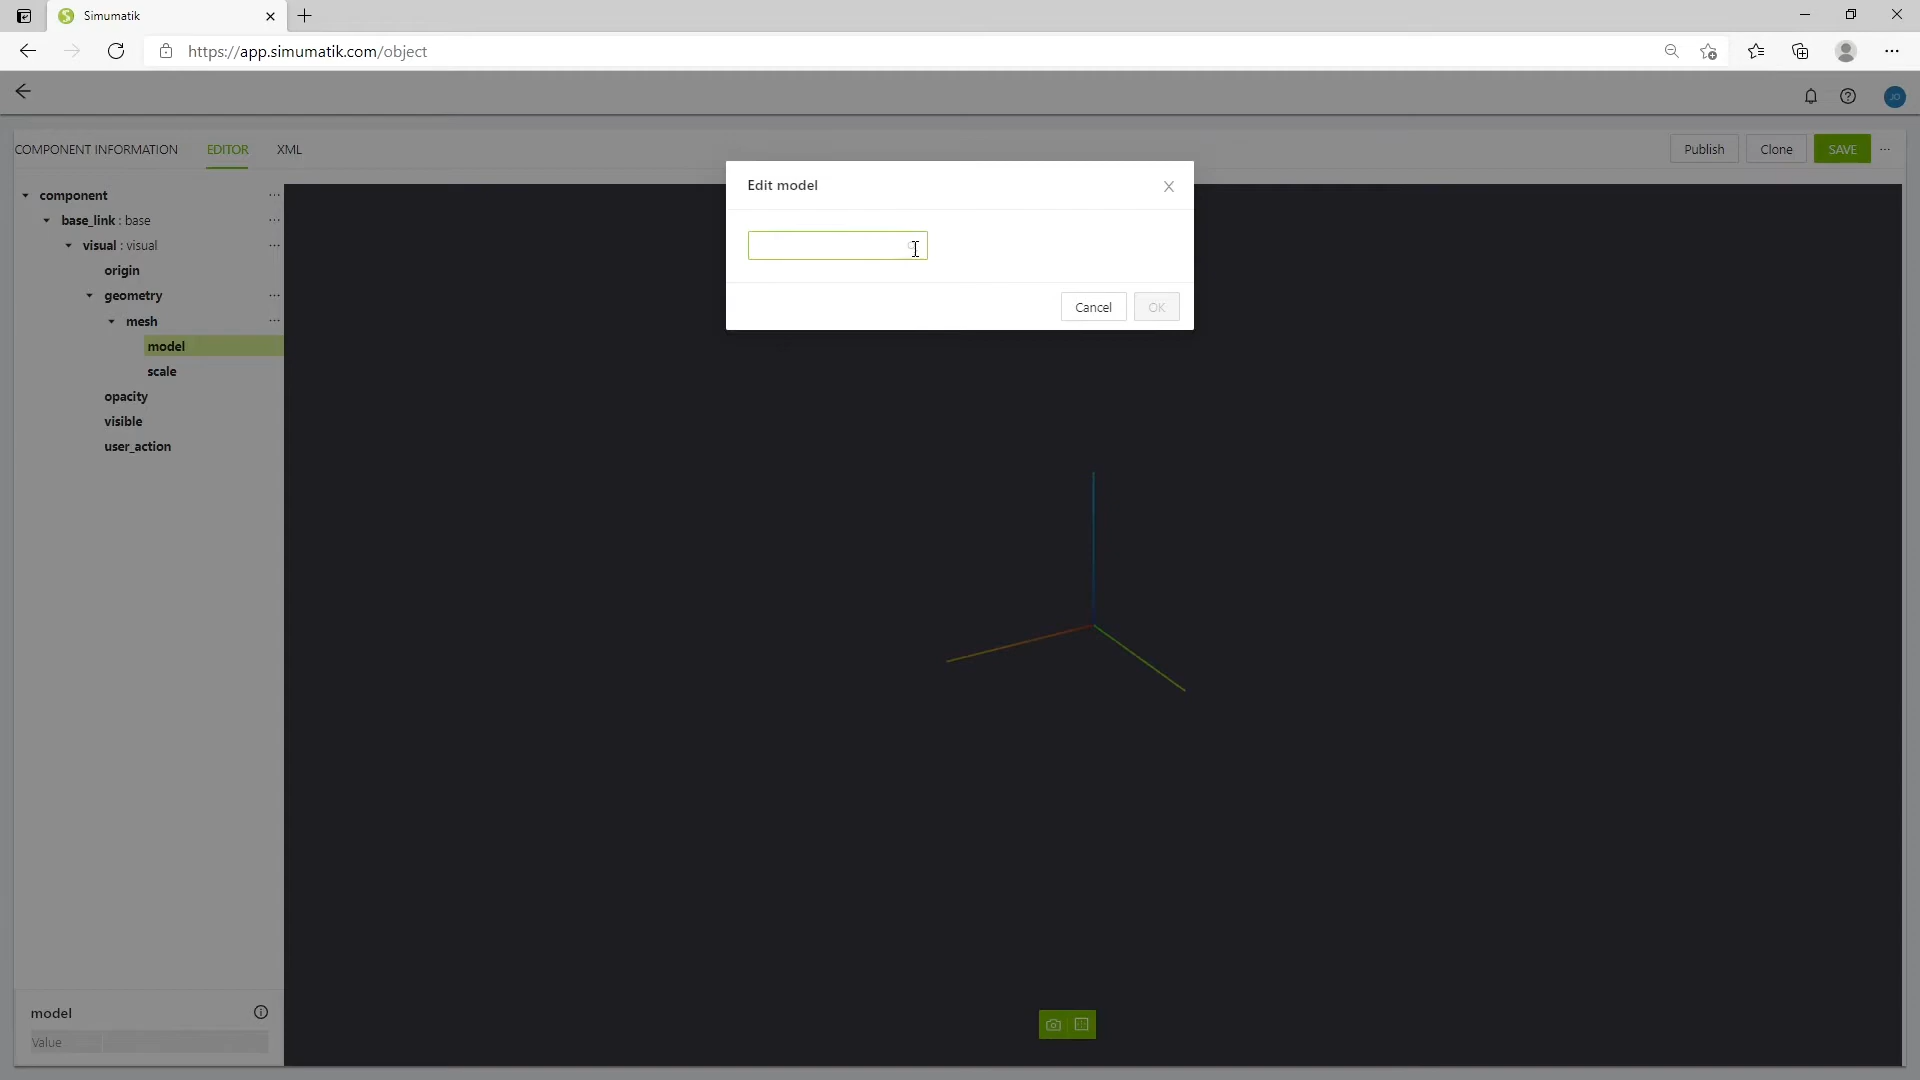 Simumatik
https://app.simumatik.com/object
JO
COMPONENT INFORMATION EDITOR XML
Publish Clone SAVE ...
Edit model
component ...
base_link : base ...
visual : visual ...
origin
geometry ...
mesh ...
model
scale
opacity
visible
user_action
Cancel OK
model
Value